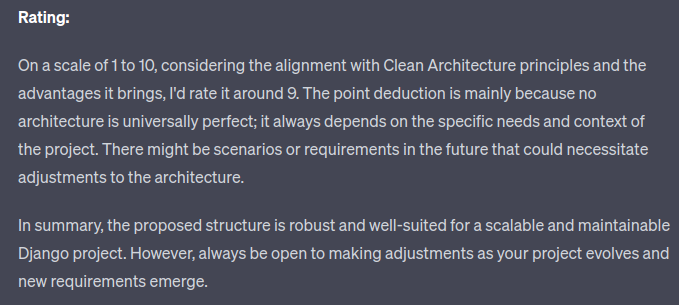 Rating:
On a scale of 1 to 10, considering the alignment with Clean Architecture principles and the
advantages it brings, I'd rate it around 9. The point deduction is mainly because no
architecture is universally perfect; it always depends on the specific needs and context of
the project. There might be scenarios or requirements in the future that could necessitate
adjustments to the architecture.
In summary, the proposed structure is robust and well-suited for a scalable and maintainable
Django project. However, always be open to making adjustments as your project evolves and
new requirements emerge.